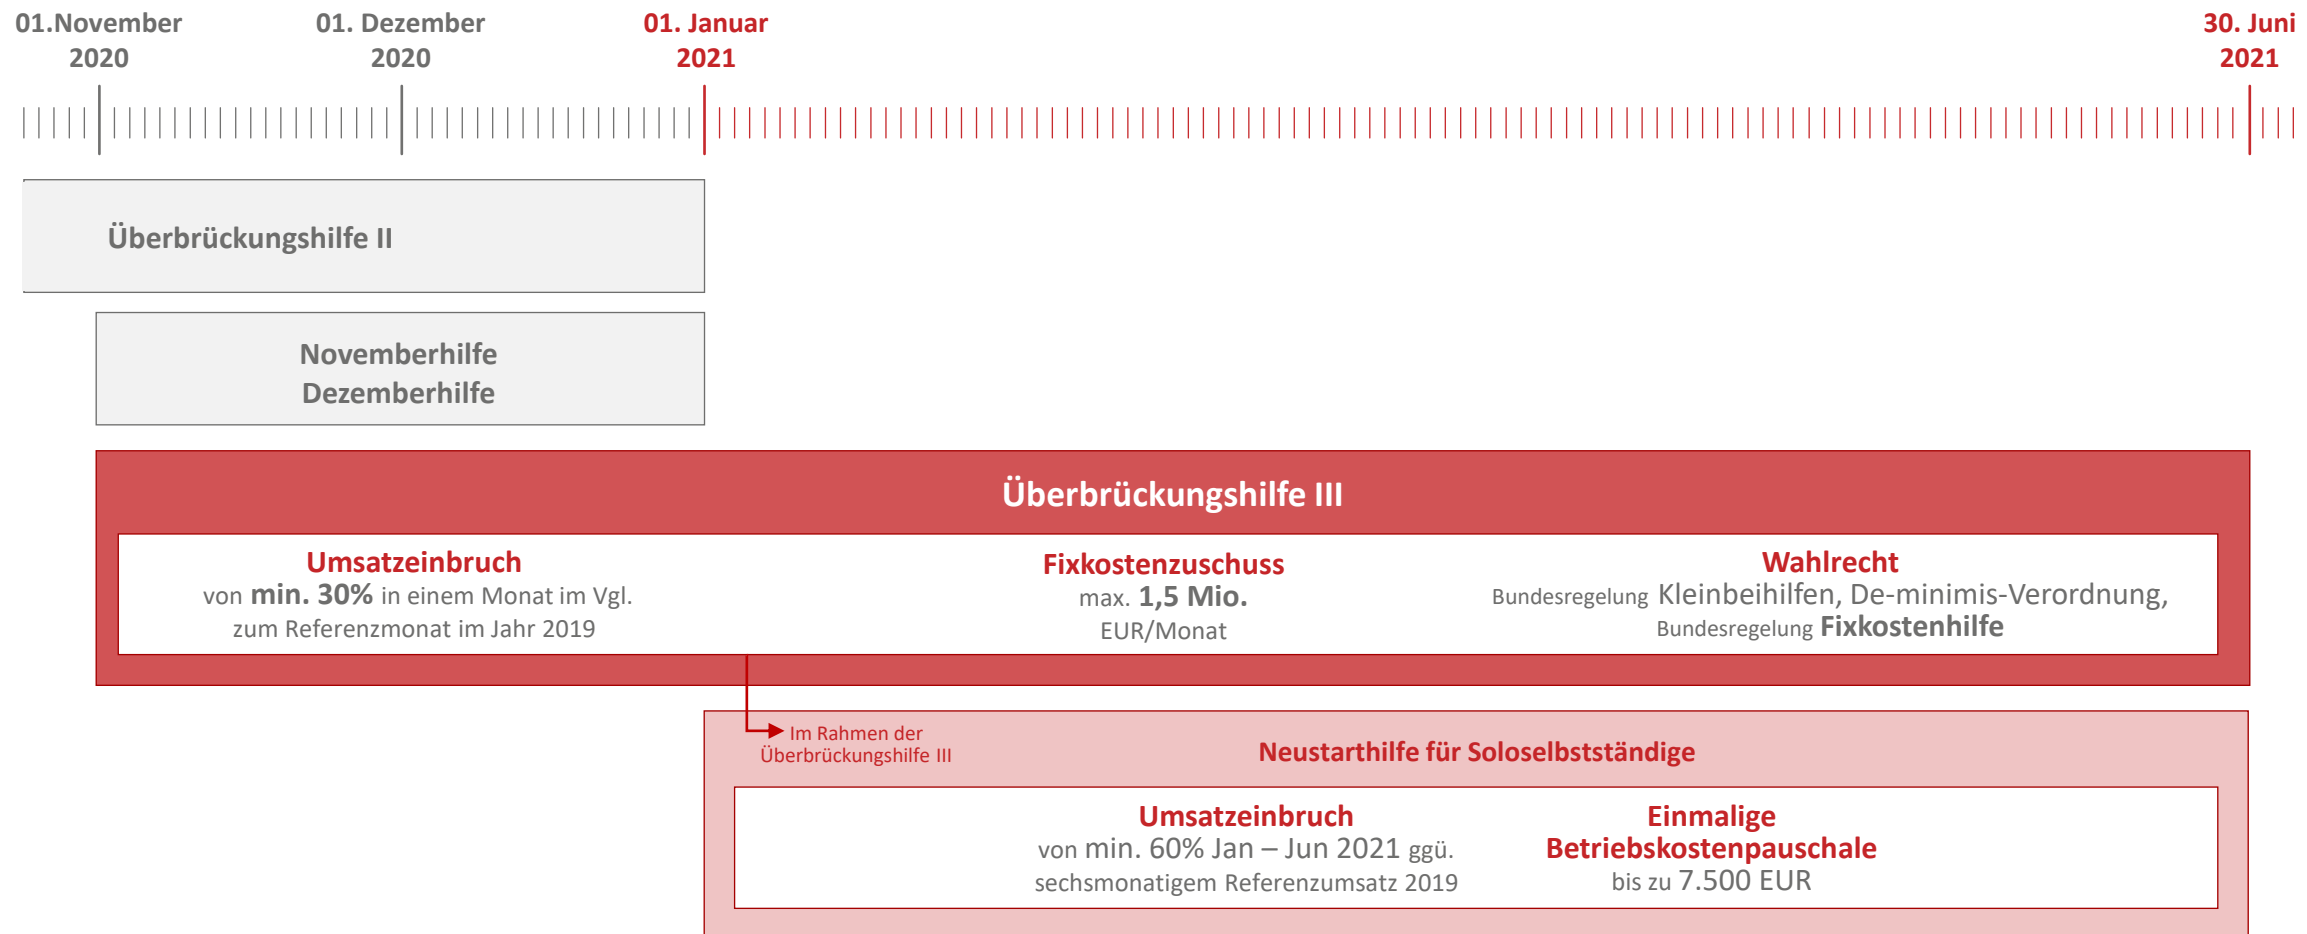 01.November
2020
01. Dezember
2020
01. Januar
2021
30. Juni
2021
Überbrückungshilfe II
Novemberhilfe
Dezemberhilfe
Überbrückungshilfe III
Umsatzeinbruch
von min. 30% in einem Monat im Vgl.
zum Referenzmonat im Jahr 2019
Fixkostenzuschuss
max. 1,5 Mio.
EUR/Monat
Wahlrecht
Bundesregelung Kleinbeihilfen, De-minimis-Verordnung,
Bundesregelung Fixkostenhilfe
Im Rahmen der
Überbrückungshilfe III
Neustarthilfe für Soloselbstständige
Umsatzeinbruch
von min. 60% Jan – Jun 2021 ggü.
sechsmonatigem Referenzumsatz 2019
Einmalige
Betriebskostenpauschale
bis zu 7.500 EUR